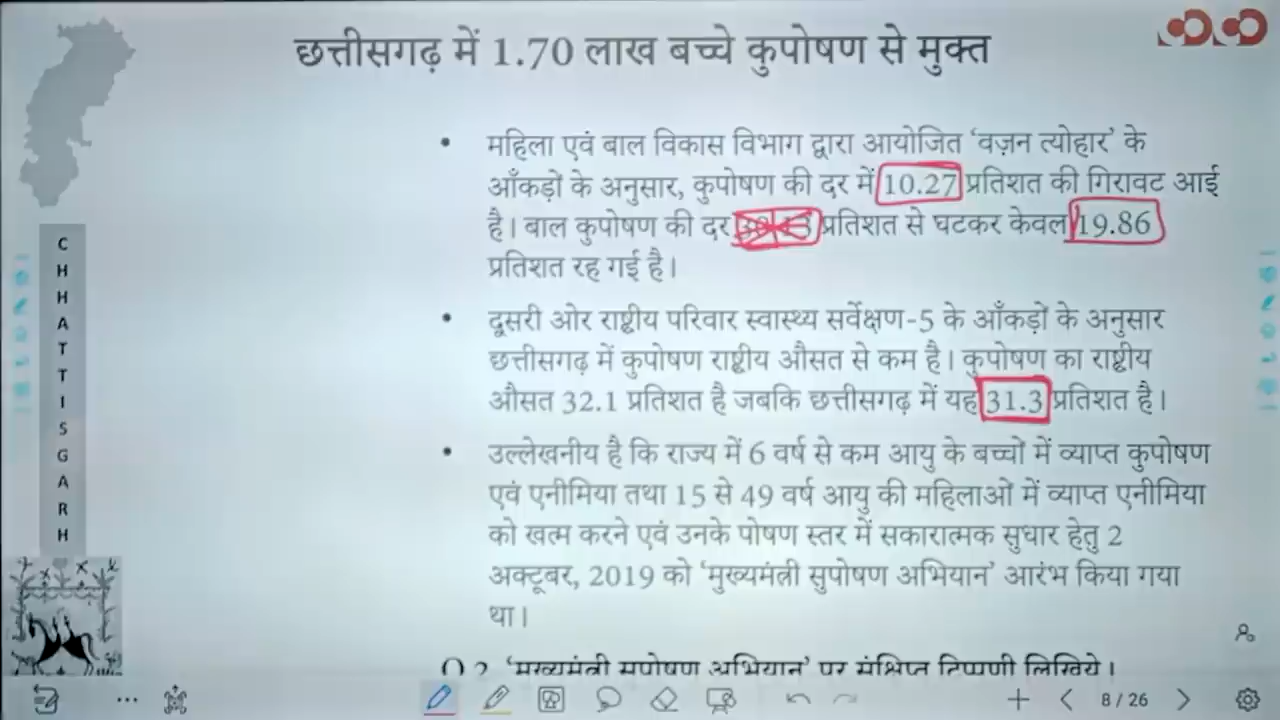 छत्तीसगढ़ में 1.70 लाख बच्चे कुपोषण से मुक्त
• महिला एवं बाल विकास विभाग द्वारा आयोजित ‘वज़न त्योहार’ के
आँकड़ों के अनुसार, कुपोषण की दर में 10.27 प्रतिशत की गिरावट आई
है। बाल कुपोषण की दर प्रतिशत से घटकर केवल 19.86
प्रतिशत रह गई है।
• दूसरी ओर राष्ट्रीय परिवार स्वास्थ्य सर्वेक्षण-5 के आँकड़ों के अनुसार
छत्तीसगढ़ में कुपोषण राष्ट्रीय औसत से कम है। कुपोषण का राष्ट्रीय
औसत 32.1 प्रतिशत है जबकि छत्तीसगढ़ में यह 31.3 प्रतिशत है।
• उल्लेखनीय है कि राज्य में 6 वर्ष से कम आयु के बच्चों में व्याप्त कुपोषण
एवं एनीमिया तथा 15 से 49 वर्ष आयु की महिलाओं में व्याप्त एनीमिया
को खत्म करने एवं उनके पोषण स्तर में सकारात्मक सुधार हेतु 2
अक्टूबर, 2019 को ‘मुख्यमंत्री सुपोषण अभियान’ आरंभ किया गया
था।
‘मुख्यमंत्री सुपोषण अभियान’ पर संक्षिप्त टिप्पणी लिखिये।
CHHATTISGARH
8 / 26